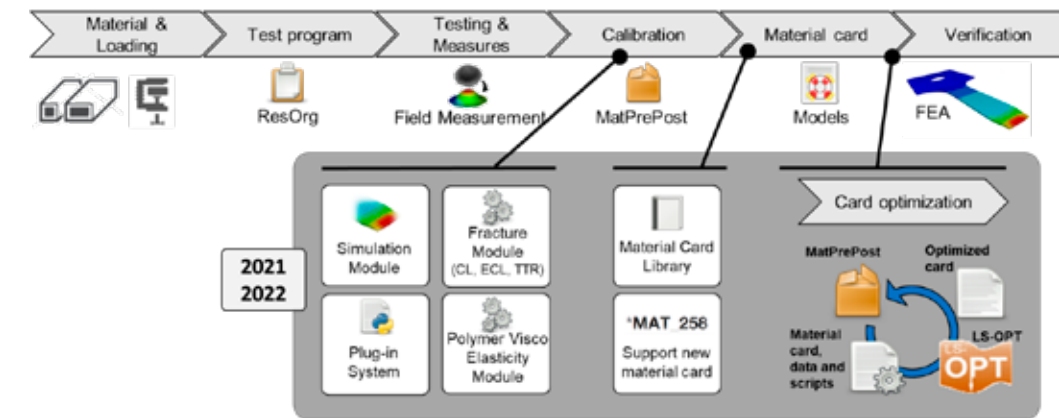 Material &
Loading
Test program
Testing &
Measures
Calibration
Material card
Verification
ResOrg
Field Measurement
MatPrePost
Models
FEA
2021
2022
Simulation
Module
Fracture
Module
(CL, ECL, TTR)
Plug-in
System
Polymer Visco
Elasticity
Module
Material Card
Library
*MAT_258
Support new
material card
Card optimization
MatPrePost
Optimized
card
Material
card,
data and
scripts
LS-OPT
LS-
OPT